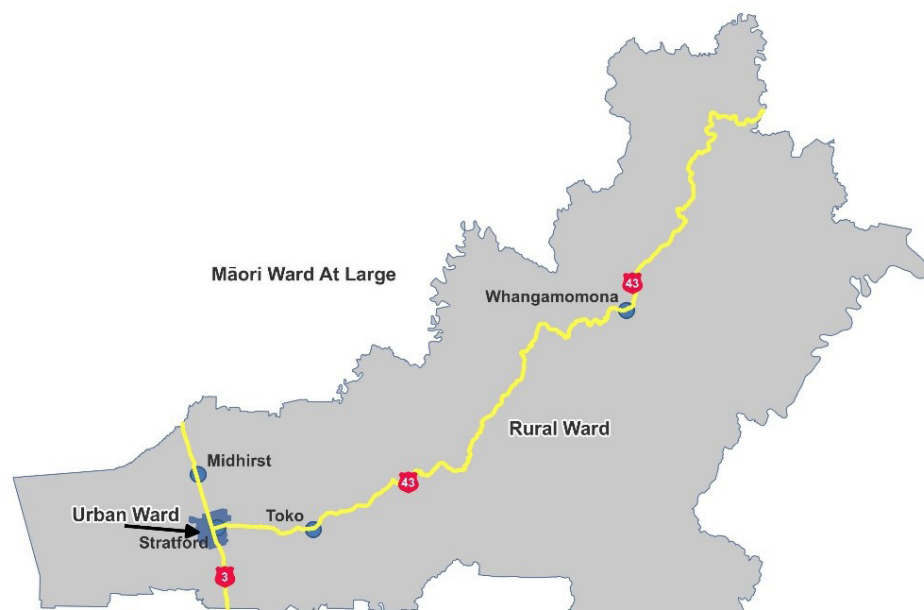 Māori Ward At Large
43
Whangamomona
Rural Ward
Midhirst
43
Urban Ward
Toko
Stratford
3